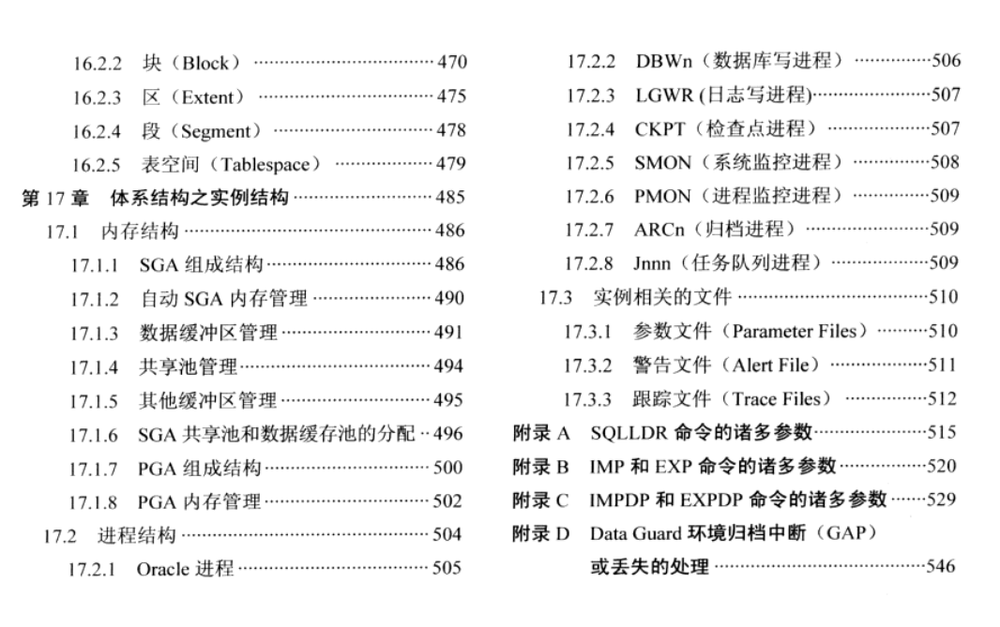 16.2.2 块（Block）……………………………470
16.2.3 区（Extent）……………………………475
16.2.4 段（Segment）…………………………478
16.2.5 表空间（Tablespace）………………479
第 17 章 体系结构之实例结构……………………485
17.1 内存结构………………………………………486
17.1.1 SGA 组成结构…………………………486
17.1.2 自动 SGA 内存管理…………………490
17.1.3 数据缓冲区管理………………………491
17.1.4 共享池管理……………………………494
17.1.5 其他缓冲区管理………………………495
17.1.6 SGA 共享池和数据缓存池的分配··496
17.1.7 PGA 组成结构…………………………500
17.1.8 PGA 内存管理…………………………502
17.2 进程结构………………………………………504
17.2.1 Oracle 进程……………………………505
17.2.2 DBWn（数据库写进程）……………506
17.2.3 LGWR (日志写进程)…………………507
17.2.4 CKPT（检查点进程）………………507
17.2.5 SMON（系统监控进程）……………508
17.2.6 PMON（进程监控进程）……………509
17.2.7 ARCn（归档进程）…………………509
17.2.8 Jnnn（任务队列进程）………………509
17.3 实例相关的文件……………………………510
17.3.1 参数文件（Parameter Files）………510
17.3.2 警告文件（Alert File）………………511
17.3.3 跟踪文件（Trace Files）……………512
附录 A SQLLDR 命令的诸多参数………………515
附录 B IMP 和 EXP 命令的诸多参数……………520
附录 C IMPDP 和 EXPDP 命令的诸多参数……529
附录 D Data Guard 环境归档中断（GAP）
或丢失的处理…………………………………546